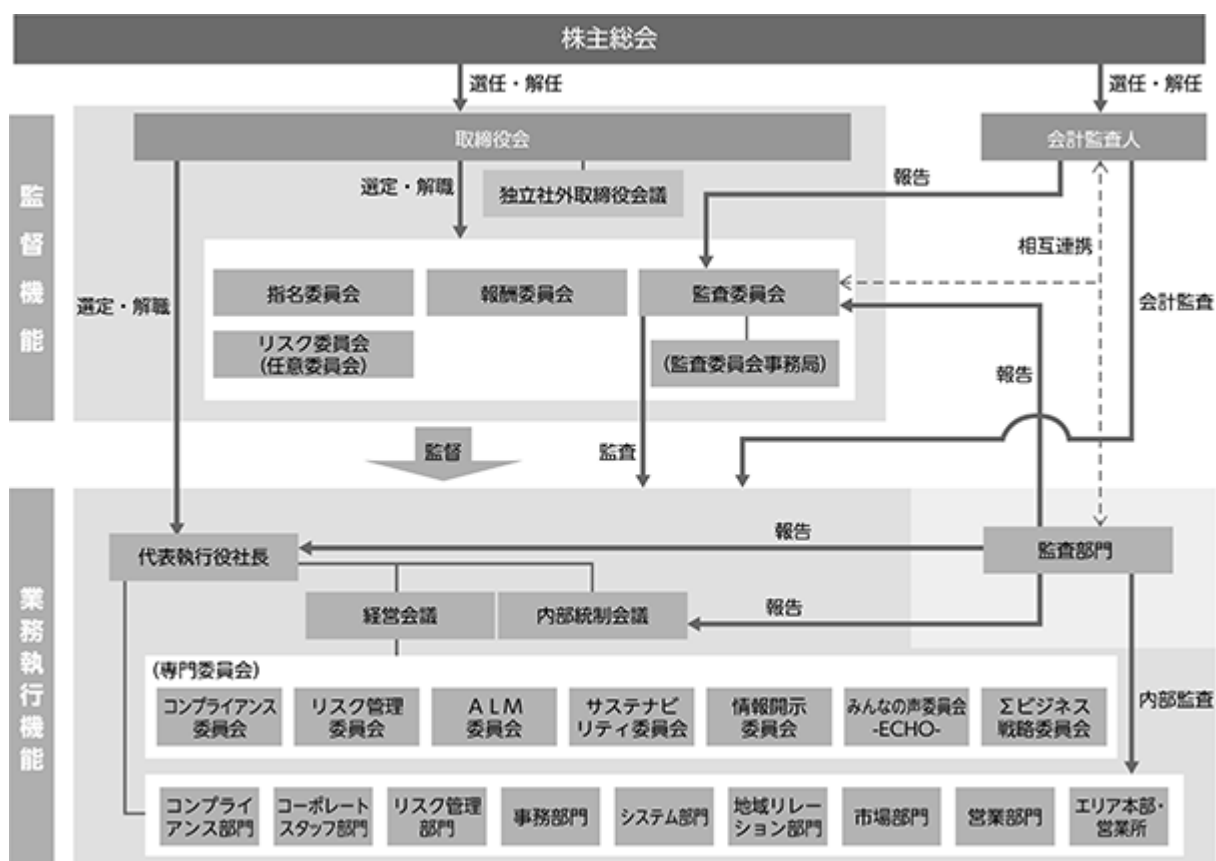 株主総会
選任・解任
選任・解任
監督機能
取締役会
会計監査人
選定・解職
独立社外取締役会議
報告
相互連携
選定・解職
指名委員会
報酬委員会
監査委員会
会計監査
リスク委員会
(任意委員会)
(監査委員会事務局)
報告
監督
監査
業務執行機能
代表執行役社長
報告
監査部門
経営会議
内部統制会議
報告
(専門委員会)
コンプライアンス
委員会
リスク管理
委員会
ALM
委員会
サステナビ
リティ委員会
情報開示
委員会
みんなの声委員会
-ECHO-
Σビジネス
戦略委員会
内部監査
コンプライ
アンス部門
コーポレート
スタッフ部門
リスク管理
部門
事務部門
システム部門
地域リレー
ション部門
市場部門
営業部門
エリア本部・
営業所